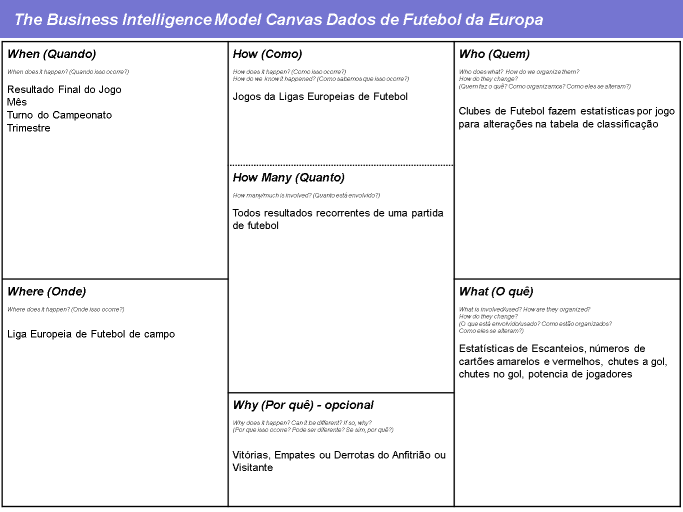 The Business Intelligence Model Canvas Dados de Futebol da Europa
When (Quando)
When does it happen? (Quando isso ocorre?)
Resultado Final do Jogo
Mês
Turno do Campeonato
Trimestre
How (Como)
How does it happen? (Como isso ocorre?)
How do we know it happened? (Como sabemos que isso ocorre?)
Jogos da Ligas Europeias de Futebol
How Many (Quanto)
How many/much is involved? (Quanto está envolvido?)
Todos resultados recorrentes de uma partida
de futebol
Who (Quem)
Who does what? How do we organize them?
How do they change?
(Quem faz o quê? Como organizamos? Como eles se alteram?)
Clubes de Futebol fazem estatísticas por jogo
para alterações na tabela de classificação
Where (Onde)
Where does it happen? (Onde isso ocorre?)
Liga Europeia de Futebol de campo
Why (Por quê) - opcional
Why does it happen? Can it be different? If so, why?
(Por que isso ocorre? Pode ser diferente? Se sim, por quê?)
Vitórias, Empates ou Derrotas do Anfitrião ou
Visitante
What (O quê)
What is involved/used? How are they organized?
How do they change?
(O que está envolvido/usado? Como estão organizados?
Como eles se alteram?)
Estatísticas de Escanteios, números de
cartões amarelos e vermelhos, chutes a gol,
chutes no gol, potencia de jogadores